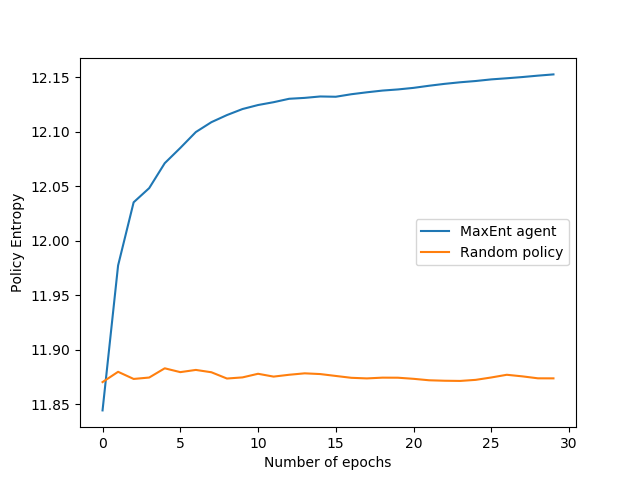 12.15
12.10
12.05
12.00
11.95
11.90
11.85
Policy Entropy
MaxEnt agent
Random policy
0 5 10 15 20 25 30
Number of epochs